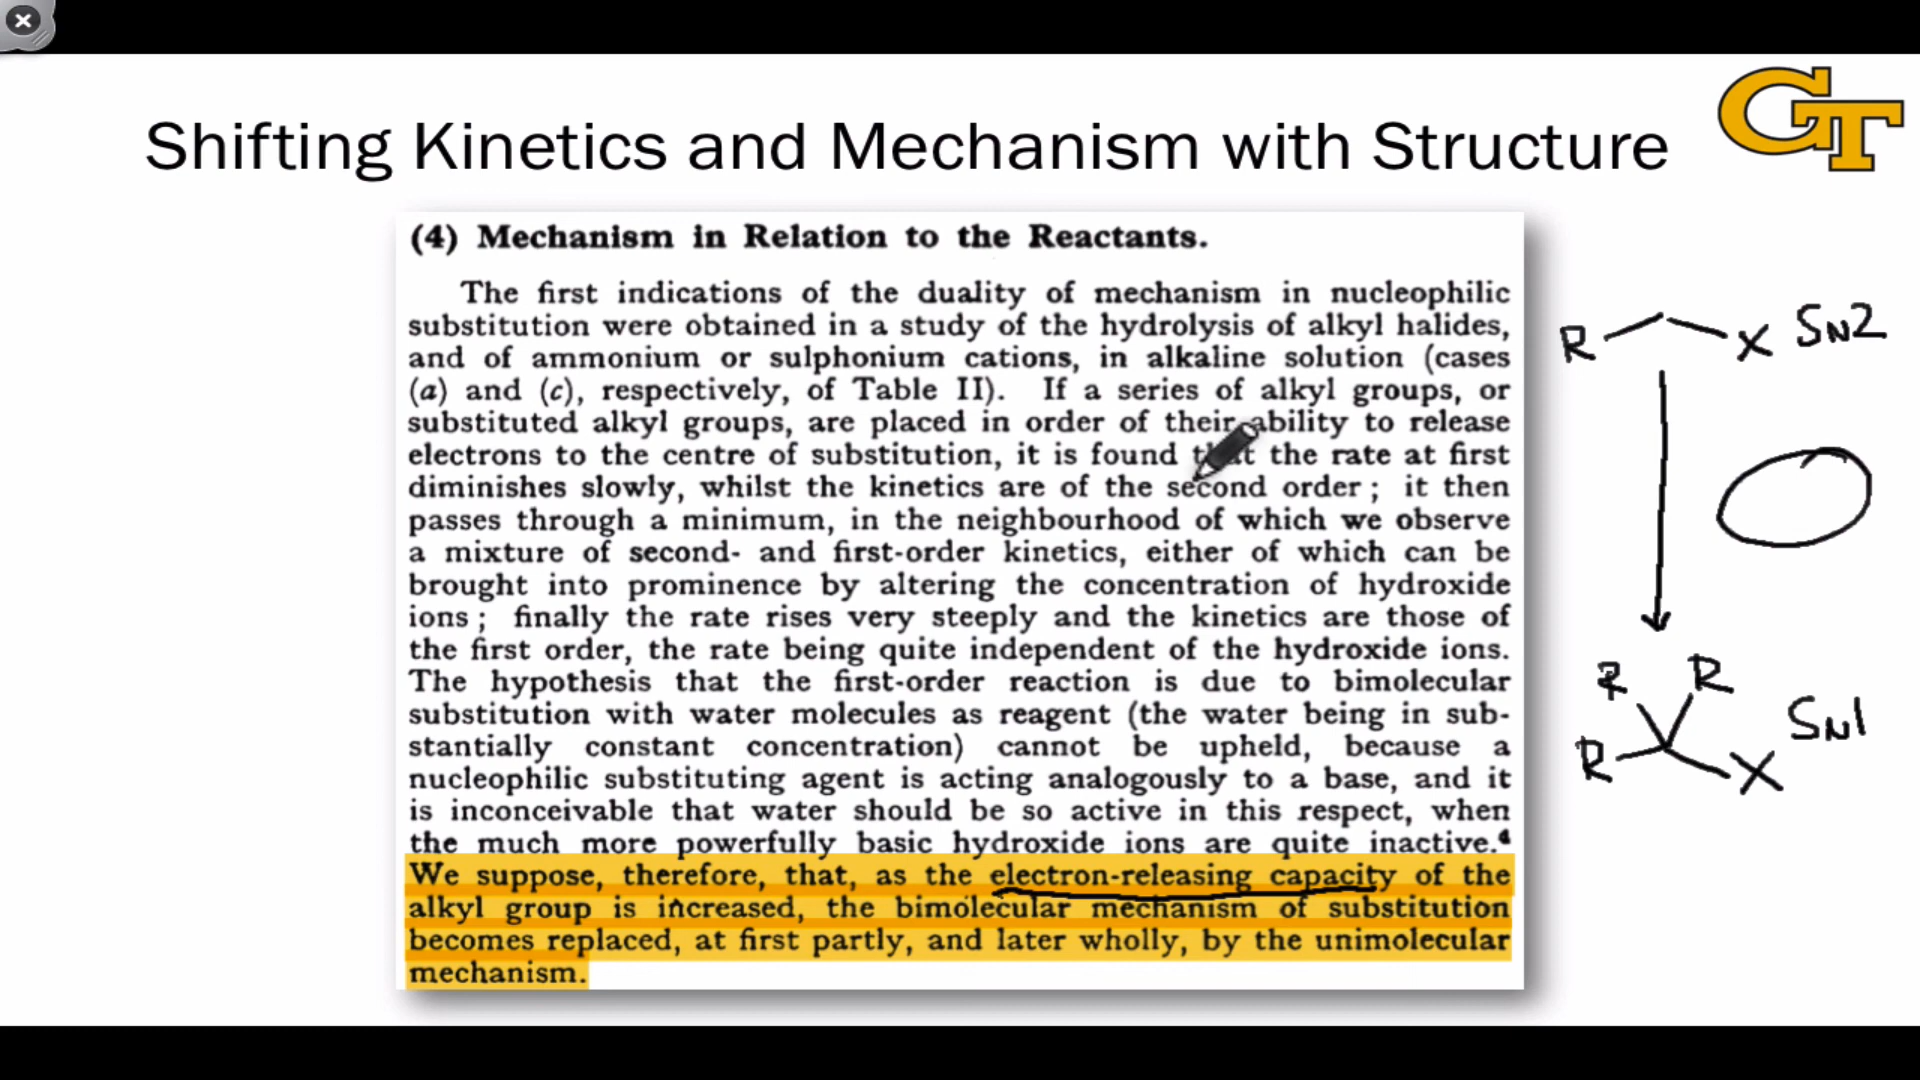 Shifting Kinetics and Mechanism with Structure
GT
(4) Mechanism in Relation to the Reactants.
The first indications of the duality of mechanism in nucleophilic
substitution were obtained in a study of the hydrolysis of alkyl halides,
and of ammonium or sulphonium cations, in alkaline solution (cases
(a) and (c), respectively, of Table II). If a series of alkyl groups, or
substituted alkyl groups, are placed in order of their ability to release
electrons to the centre of substitution, it is found that the rate at first
diminishes slowly, whilst the kinetics are of the second order; it then
passes through a minimum, in the neighbourhood of which we observe
a mixture of second- and first-order kinetics, either of which can be
brought into prominence by altering the concentration of hydroxide
ions; finally the rate rises very steeply and the kinetics are those of
the first order, the rate being quite independent of the hydroxide ions.
The hypothesis that the first-order reaction is due to bimolecular
substitution with water molecules as reagent (the water being in sub-
stantially constant concentration) cannot be upheld, because a
nucleophilic substituting agent is acting analogously to a base, and it
is inconceivable that water should be so active in this respect, when
the much more powerfully basic hydroxide ions are quite inactive.⁴
We suppose, therefore, that, as the electron-releasing capacity of the
alkyl group is increased, the bimolecular mechanism of substitution
becomes replaced, at first partly, and later wholly, by the unimolecular
mechanism.
R X SN2
R R
R X SN1